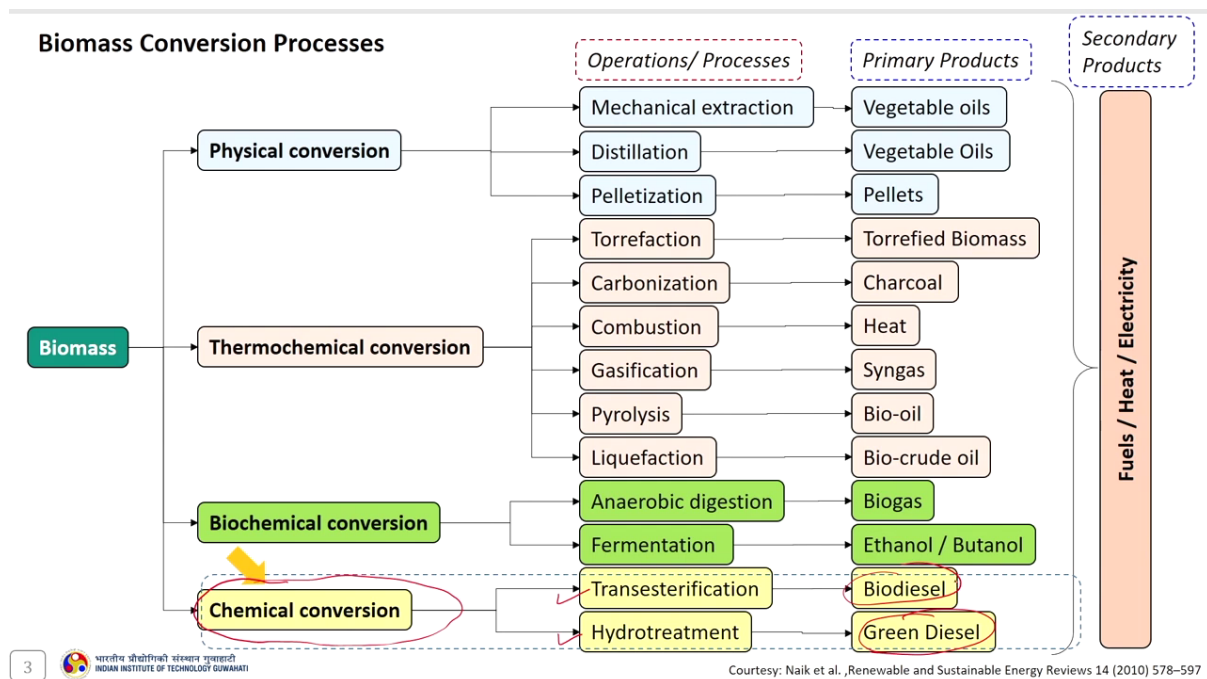 Biomass Conversion Processes
Operations/ Processes
Primary Products
Secondary
Products
Biomass
Physical conversion
Mechanical extraction
Vegetable oils
Distillation
Vegetable Oils
Pelletization
Pellets
Thermochemical conversion
Torrefaction
Torrefied Biomass
Carbonization
Charcoal
Combustion
Heat
Gasification
Syngas
Pyrolysis
Bio-oil
Liquefaction
Bio-crude oil
Biochemical conversion
Anaerobic digestion
Biogas
Fermentation
Ethanol / Butanol
Chemical conversion
Transesterification
Biodiesel
Hydrotreatment
Green Diesel
Fuels / Heat / Electricity
3
भारतीय प्रौद्योगिकी संस्थान गुवाहाटी
INDIAN INSTITUTE OF TECHNOLOGY GUWAHATI
Courtesy: Naik et al. ,Renewable and Sustainable Energy Reviews 14 (2010) 578–597